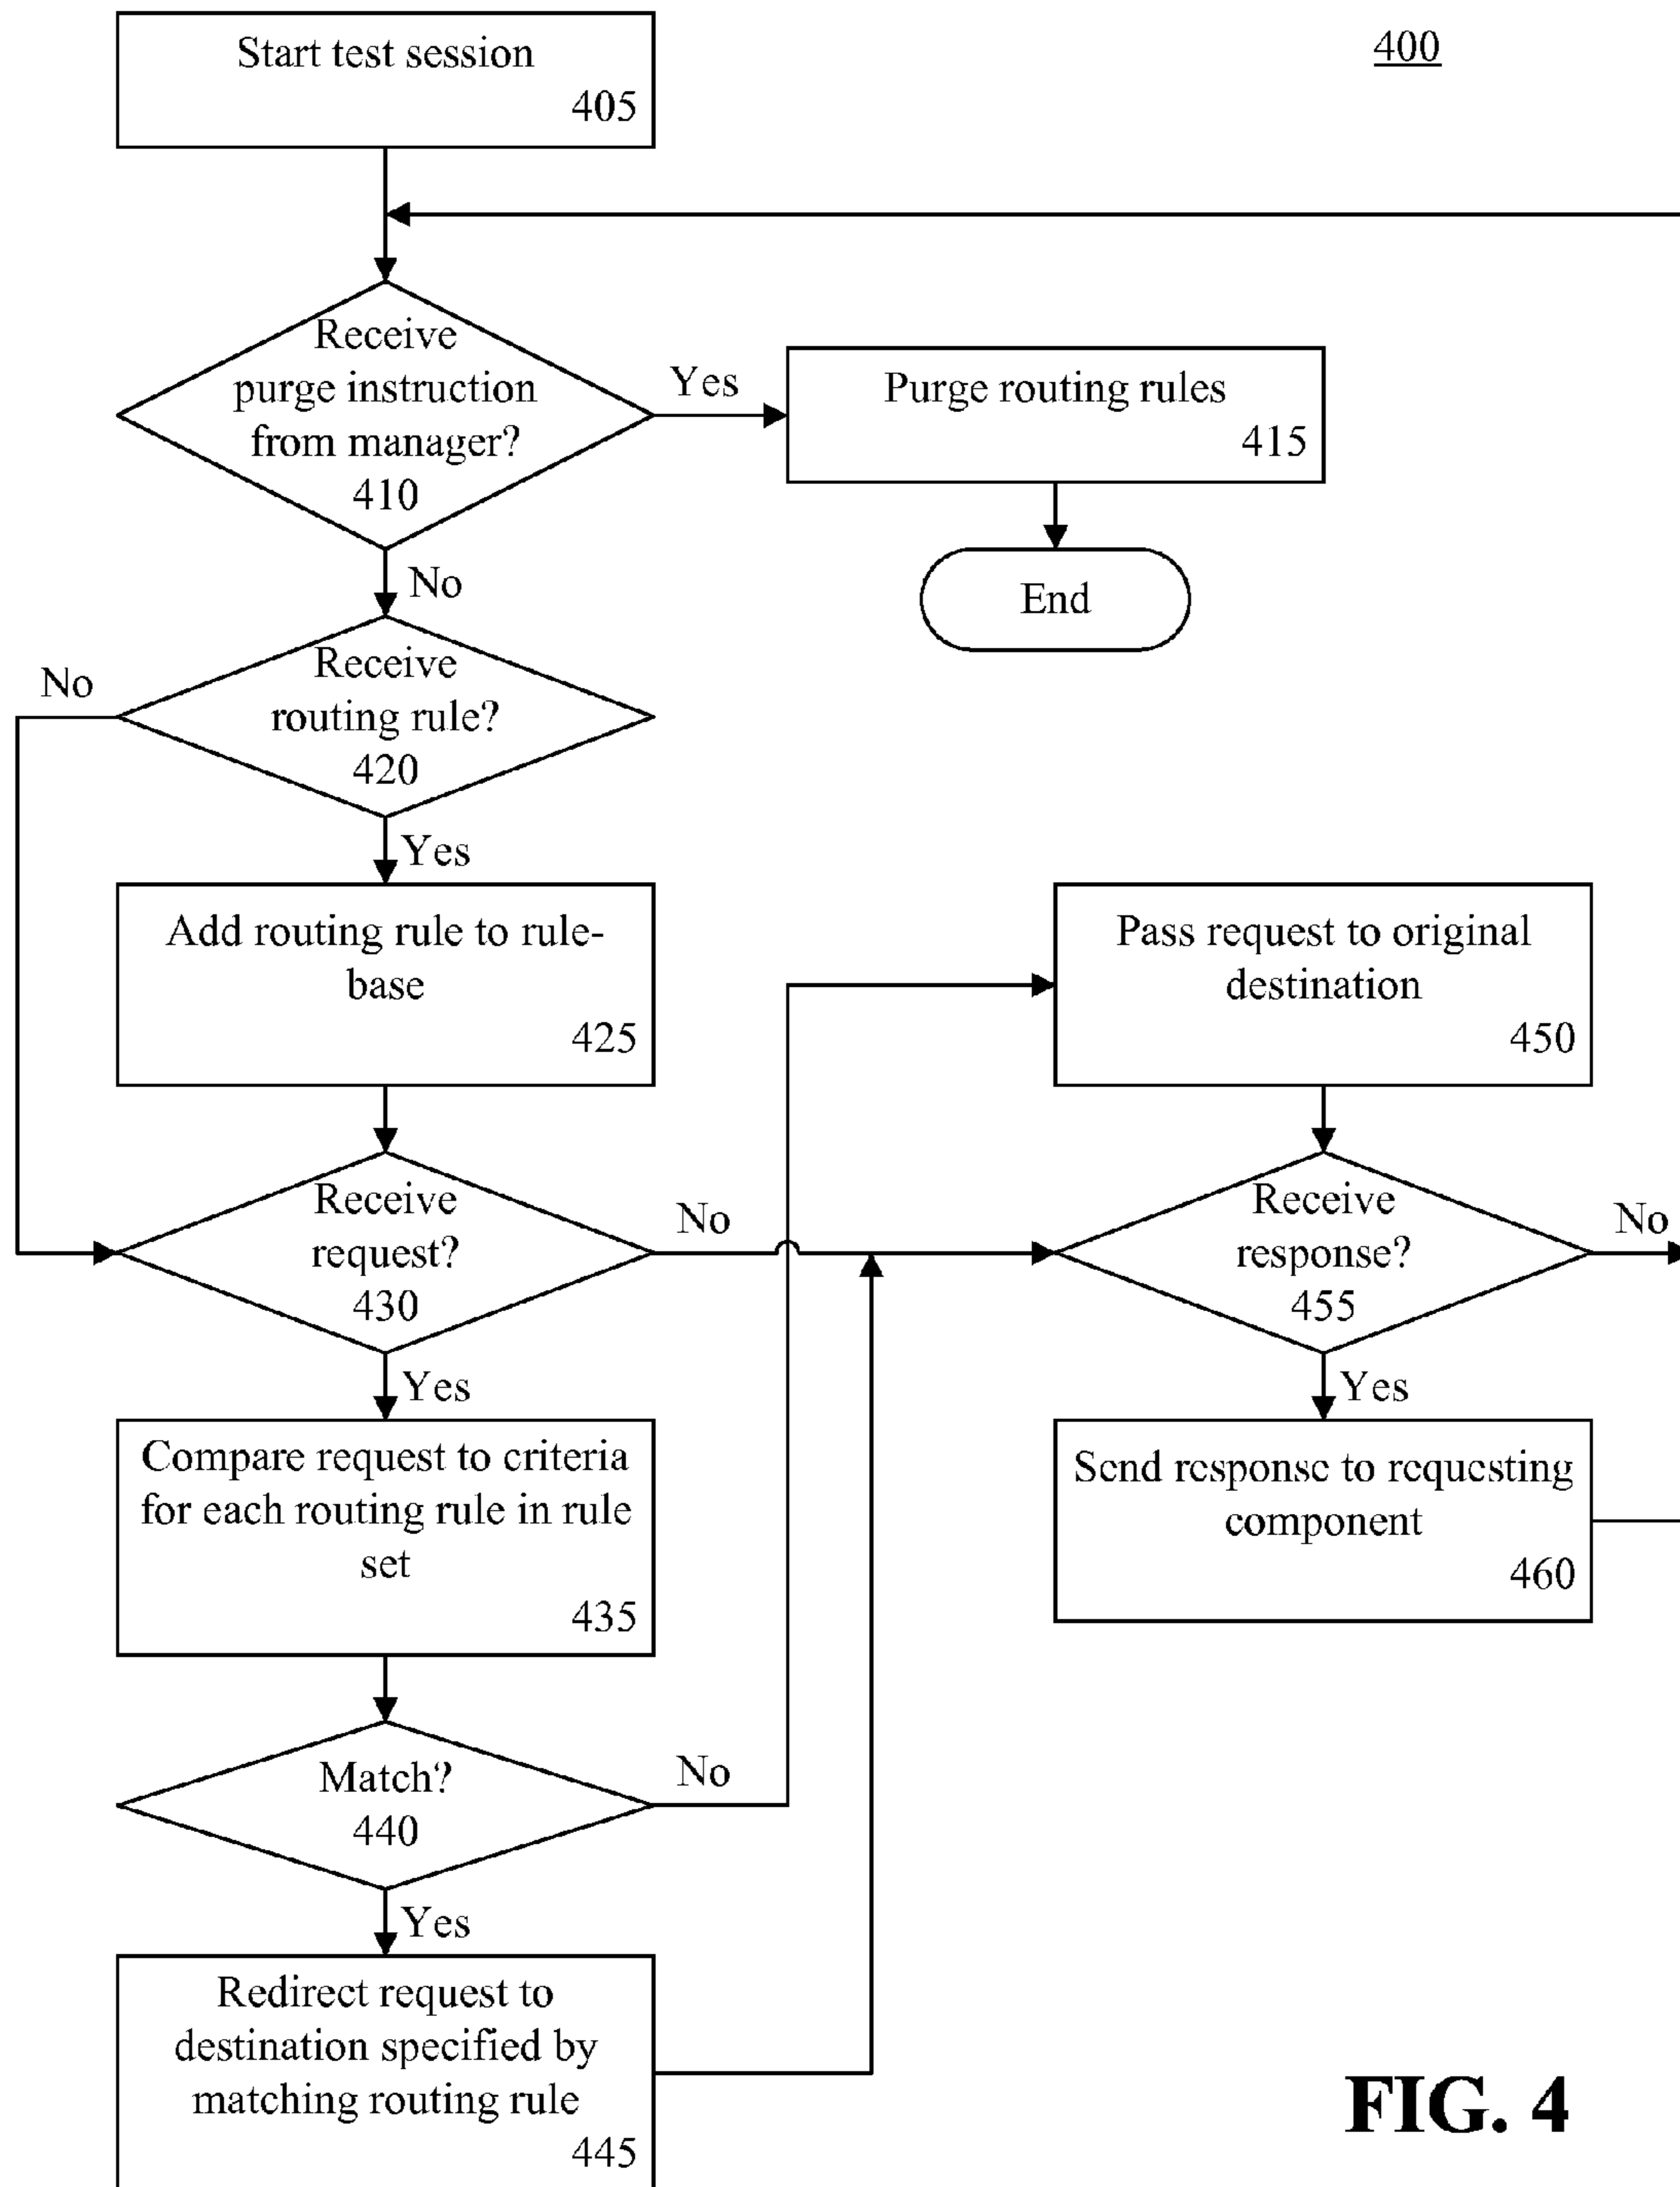 400
Start test session
405
Receive
purge instruction
from manager?
410
Yes
Purge routing rules
415
End
No
Receive
routing rule?
420
No
Yes
Add routing rule to rule-
base
425
Receive
request?
430
No
Yes
Compare request to criteria
for each routing rule in rule
set
435
Match?
440
No
Yes
Redirect request to
destination specified by
matching routing rule
445
Pass request to original
destination
450
Receive
response?
455
No
Yes
Send response to requesting
component
460
FIG. 4